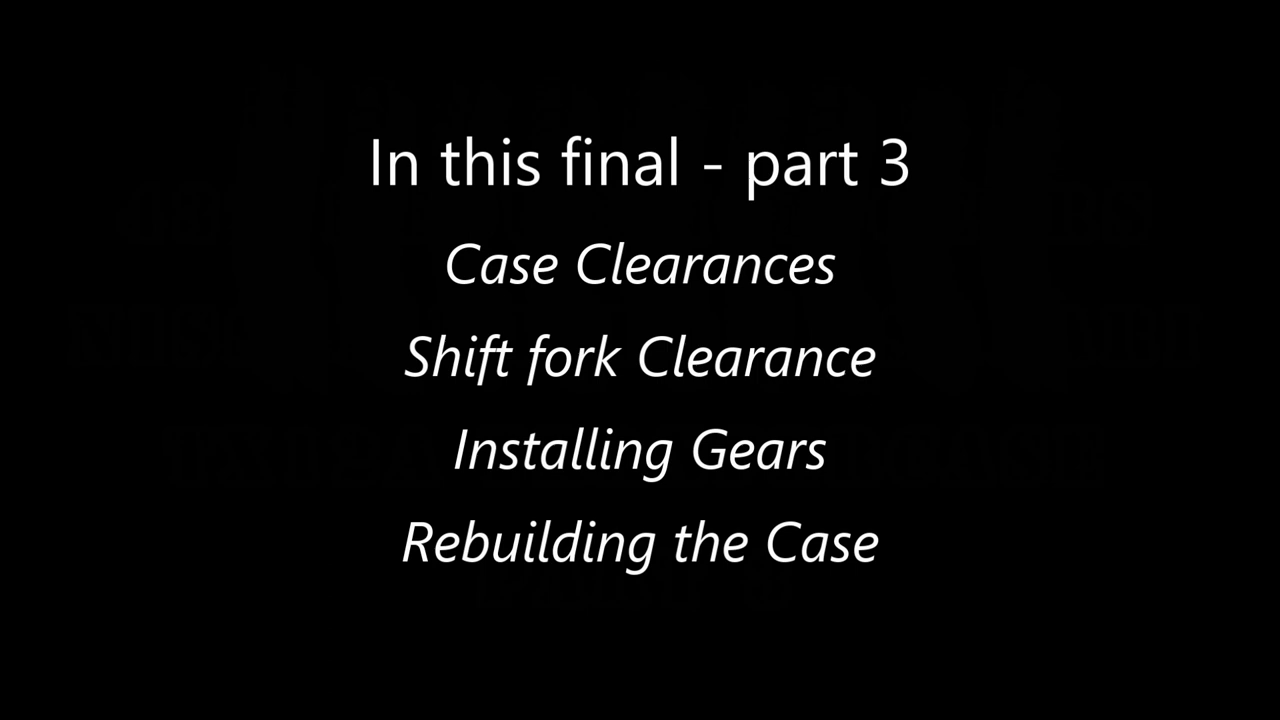 In this final - part 3
Case Clearances
Shift fork Clearance
Installing Gears
Rebuilding the Case